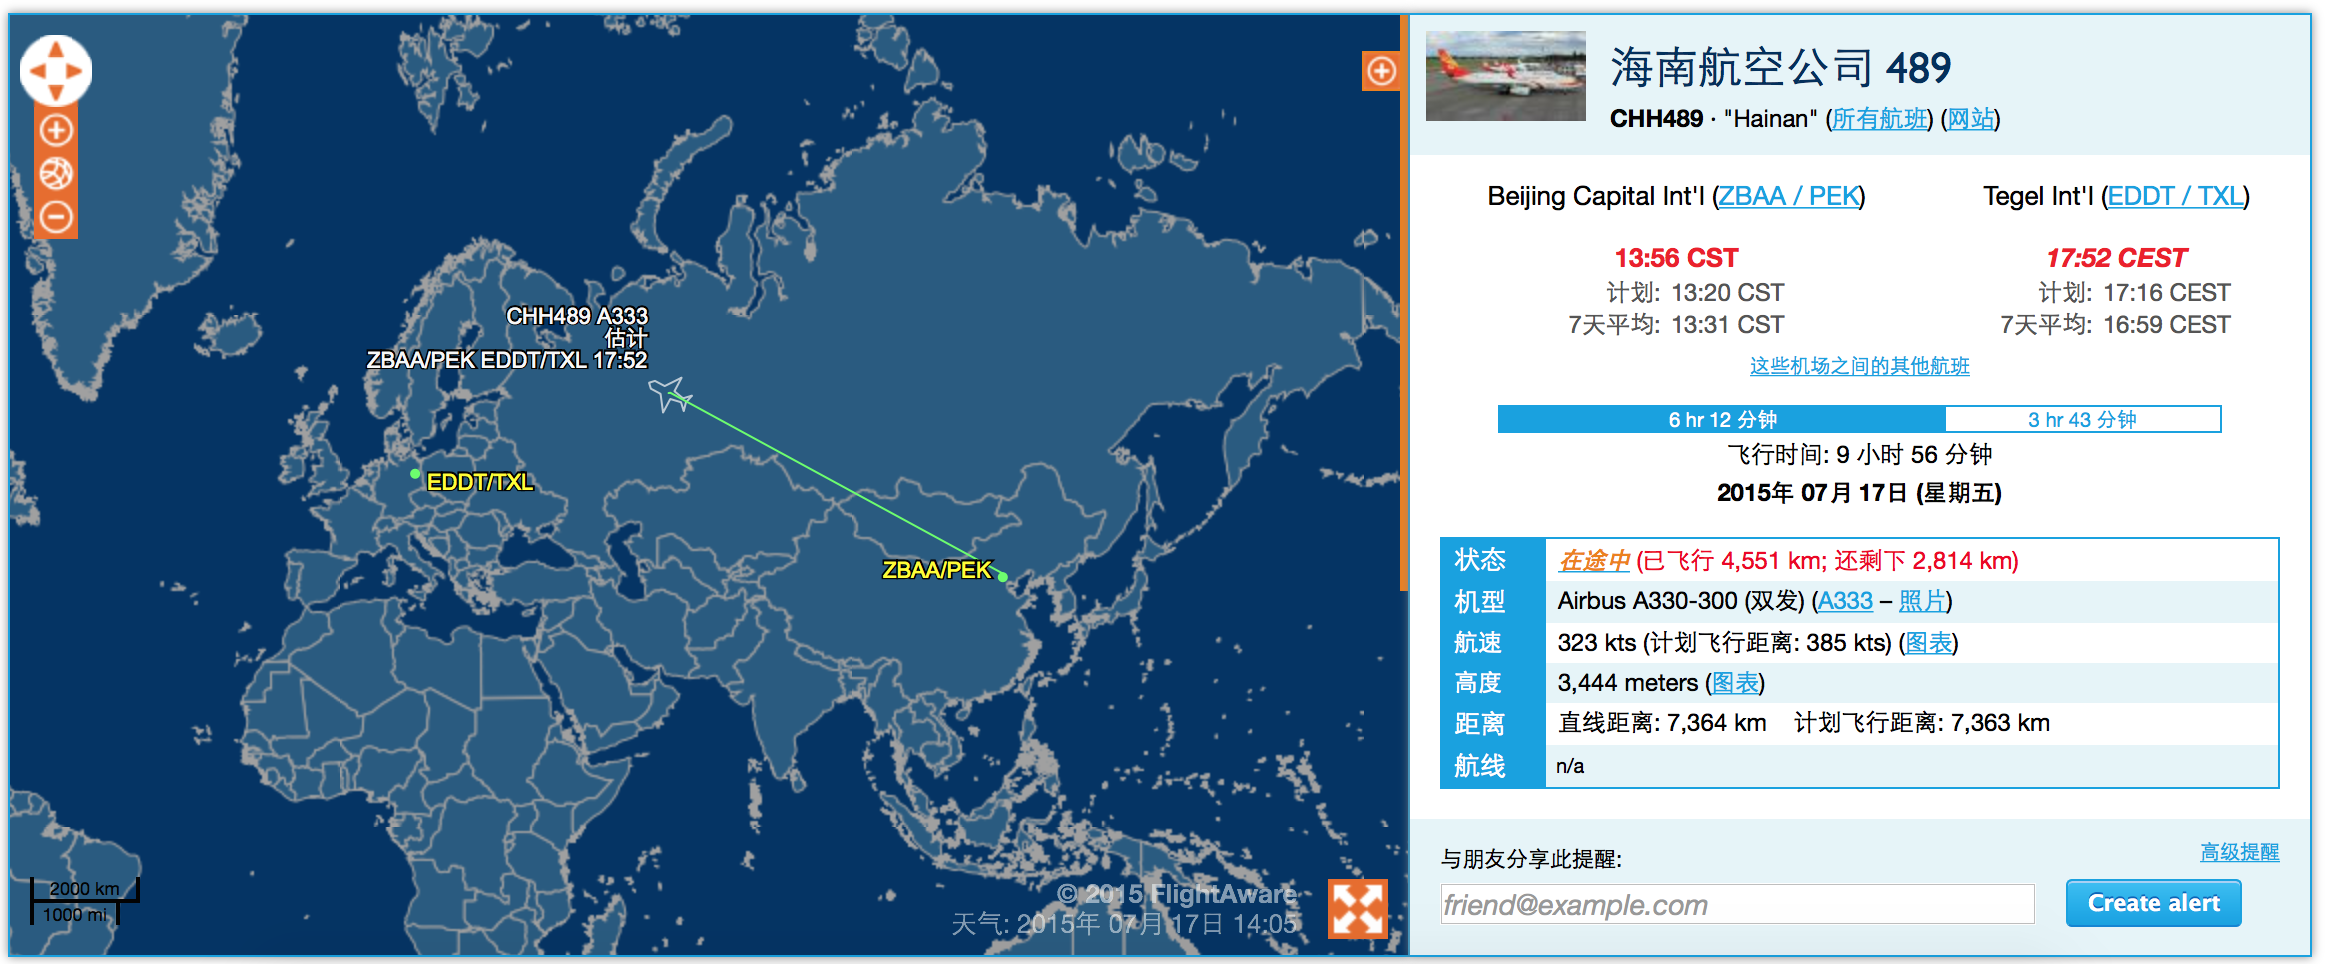 CHH489 A333
估计
ZBAA/PEK EDDT/TXL 17:52
EDDT/TXL
ZBAA/PEK
2000 km
1000 mi
© 2015 FlightAware
天气: 2015年 07月 17日 14:05
海南航空公司 489
CHH489 · "Hainan" (所有航班) (网站)
Beijing Capital Int'l (ZBAA / PEK)
Tegel Int'l (EDDT / TXL)
13:56 CST
17:52 CEST
计划: 13:20 CST
计划: 17:16 CEST
7天平均: 13:31 CST
7天平均: 16:59 CEST
这些机场之间的其他航班
6 hr 12 分钟
3 hr 43 分钟
飞行时间: 9 小时 56 分钟
2015年 07月 17日 (星期五)
状态 在途中 (已飞行 4,551 km; 还剩下 2,814 km)
机型 Airbus A330-300 (双发) (A333 – 照片)
航速 323 kts (计划飞行距离: 385 kts) (图表)
高度 3,444 meters (图表)
距离 直线距离: 7,364 km 计划飞行距离: 7,363 km
航线 n/a
高级提醒
与朋友分享此提醒:
friend@example.com
Create alert